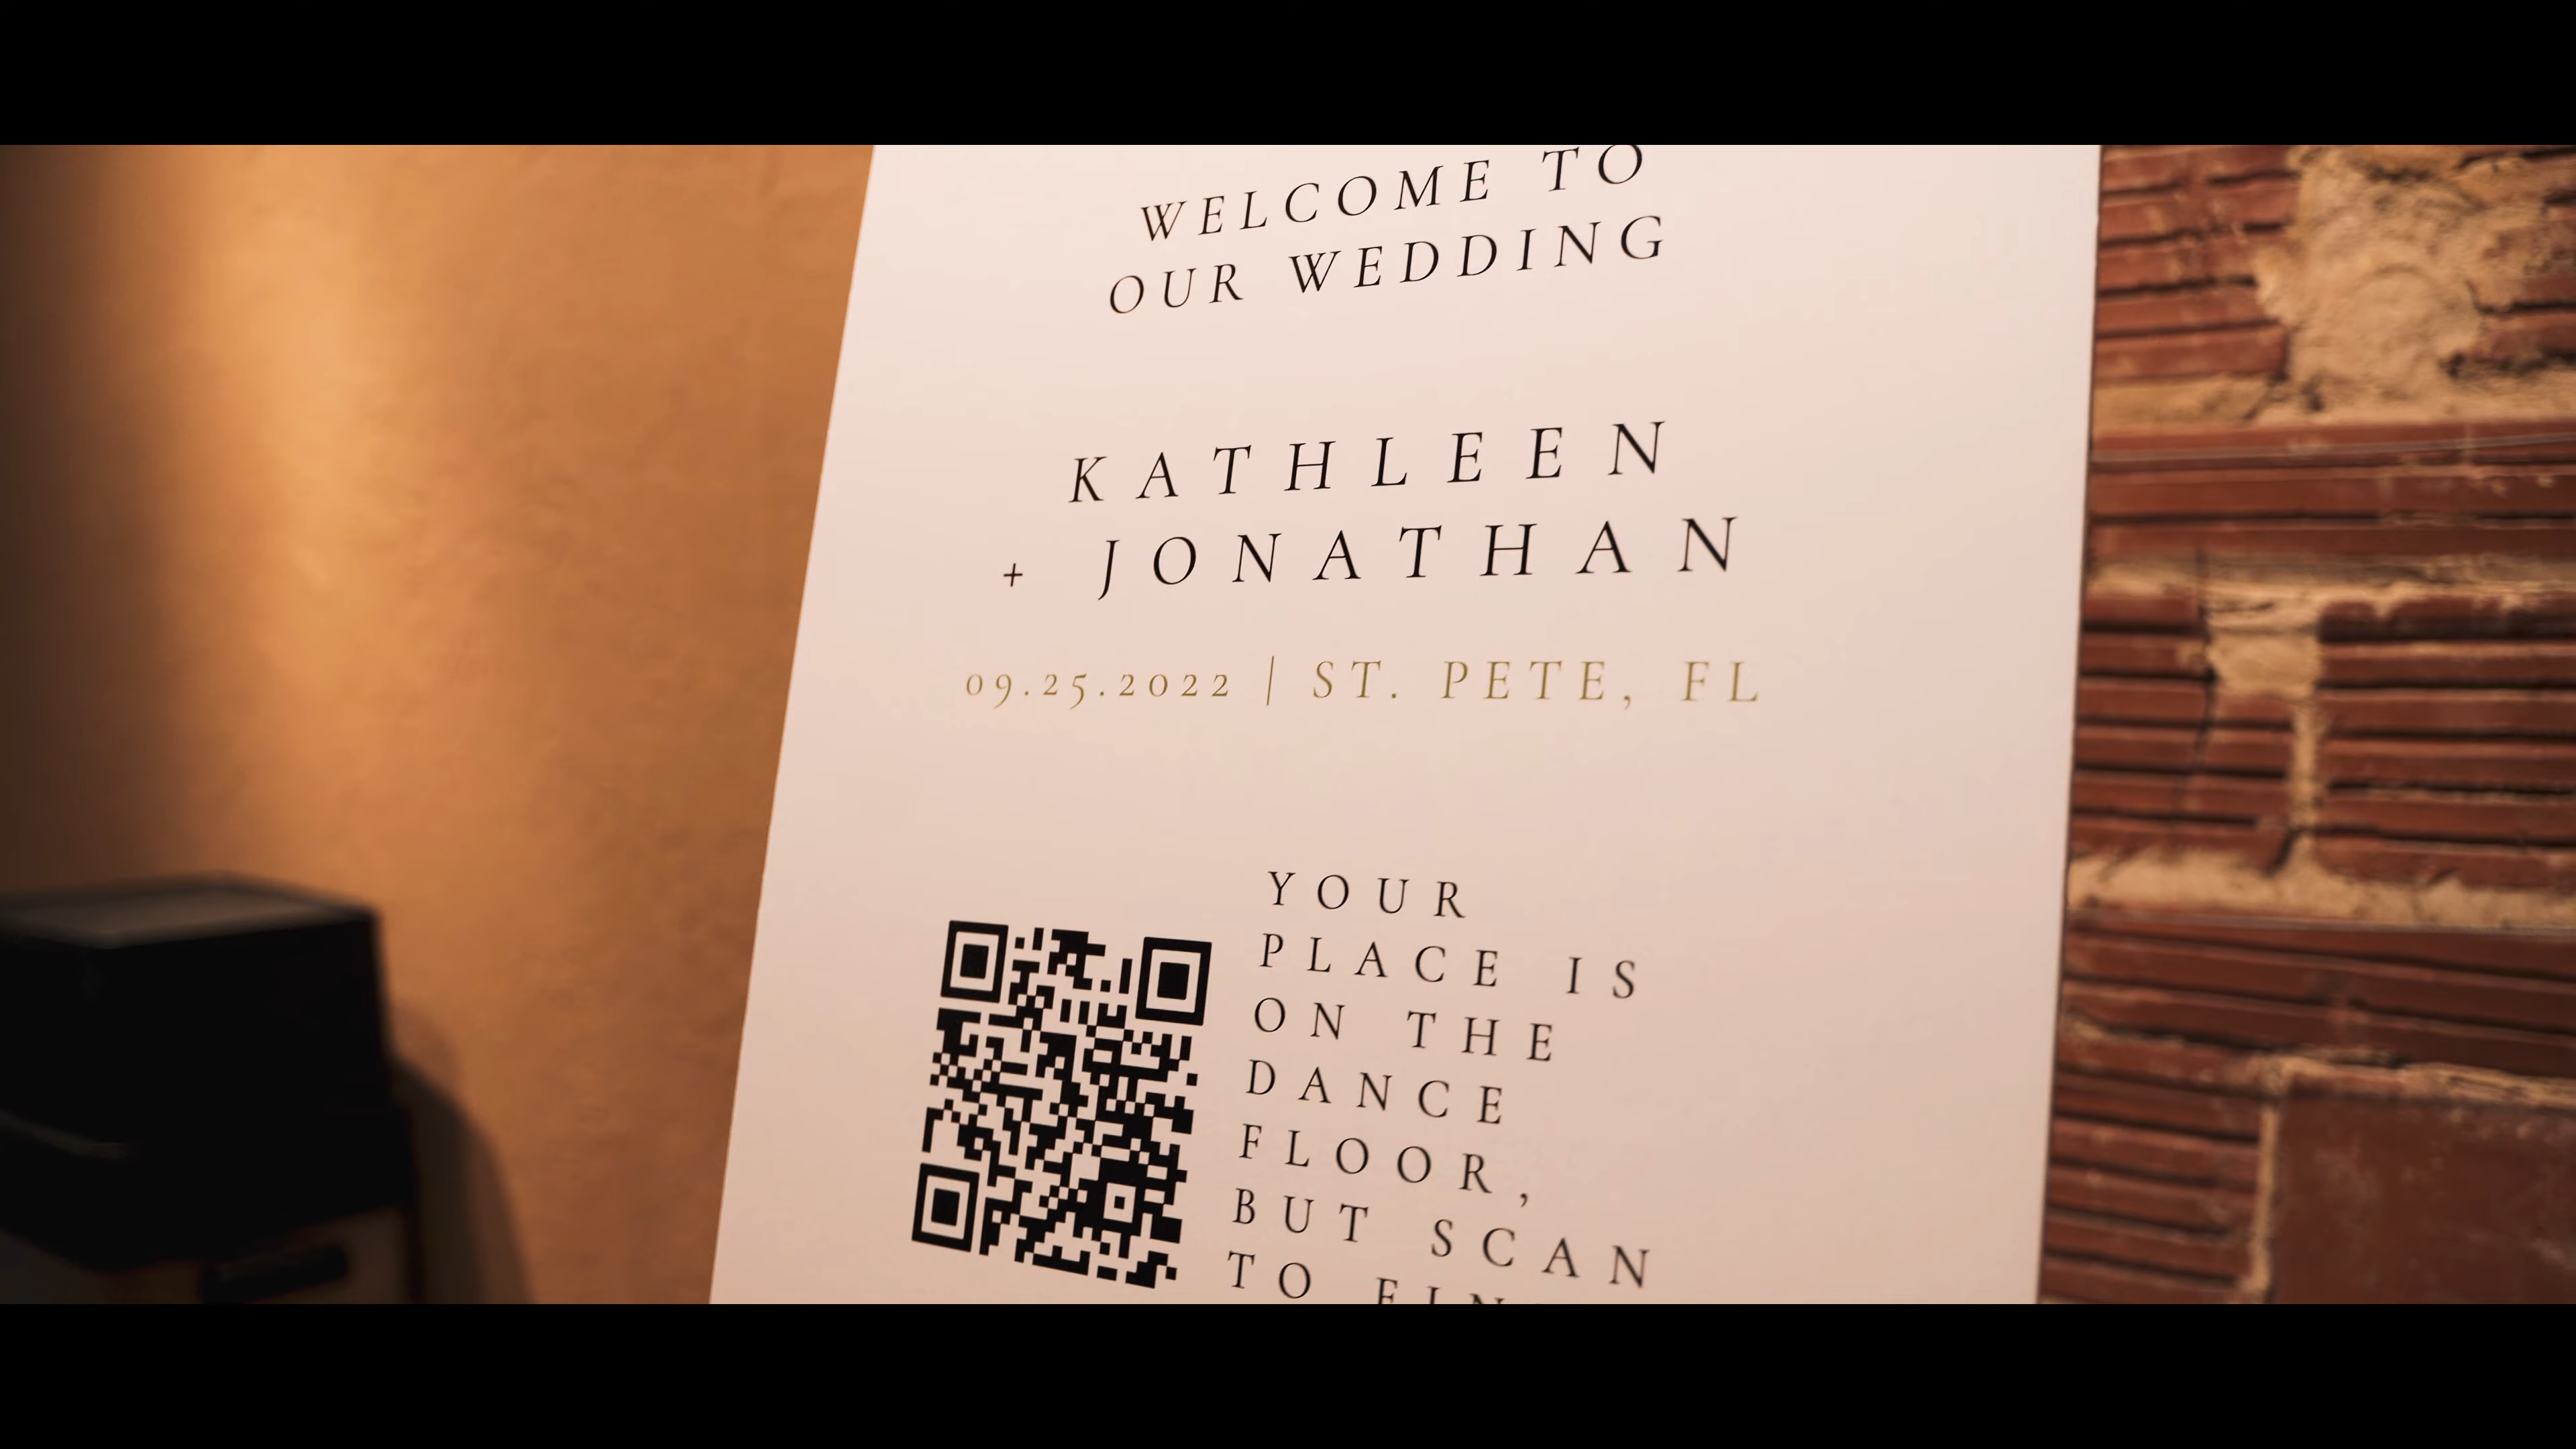 WELCOME TO
OUR WEDDING
KATHLEEN
+ JONATHAN
09.25.2022 | ST. PETE, FL
YOUR
PLACE IS
ON THE
DANCE
FLOOR,
BUT SCAN
TO